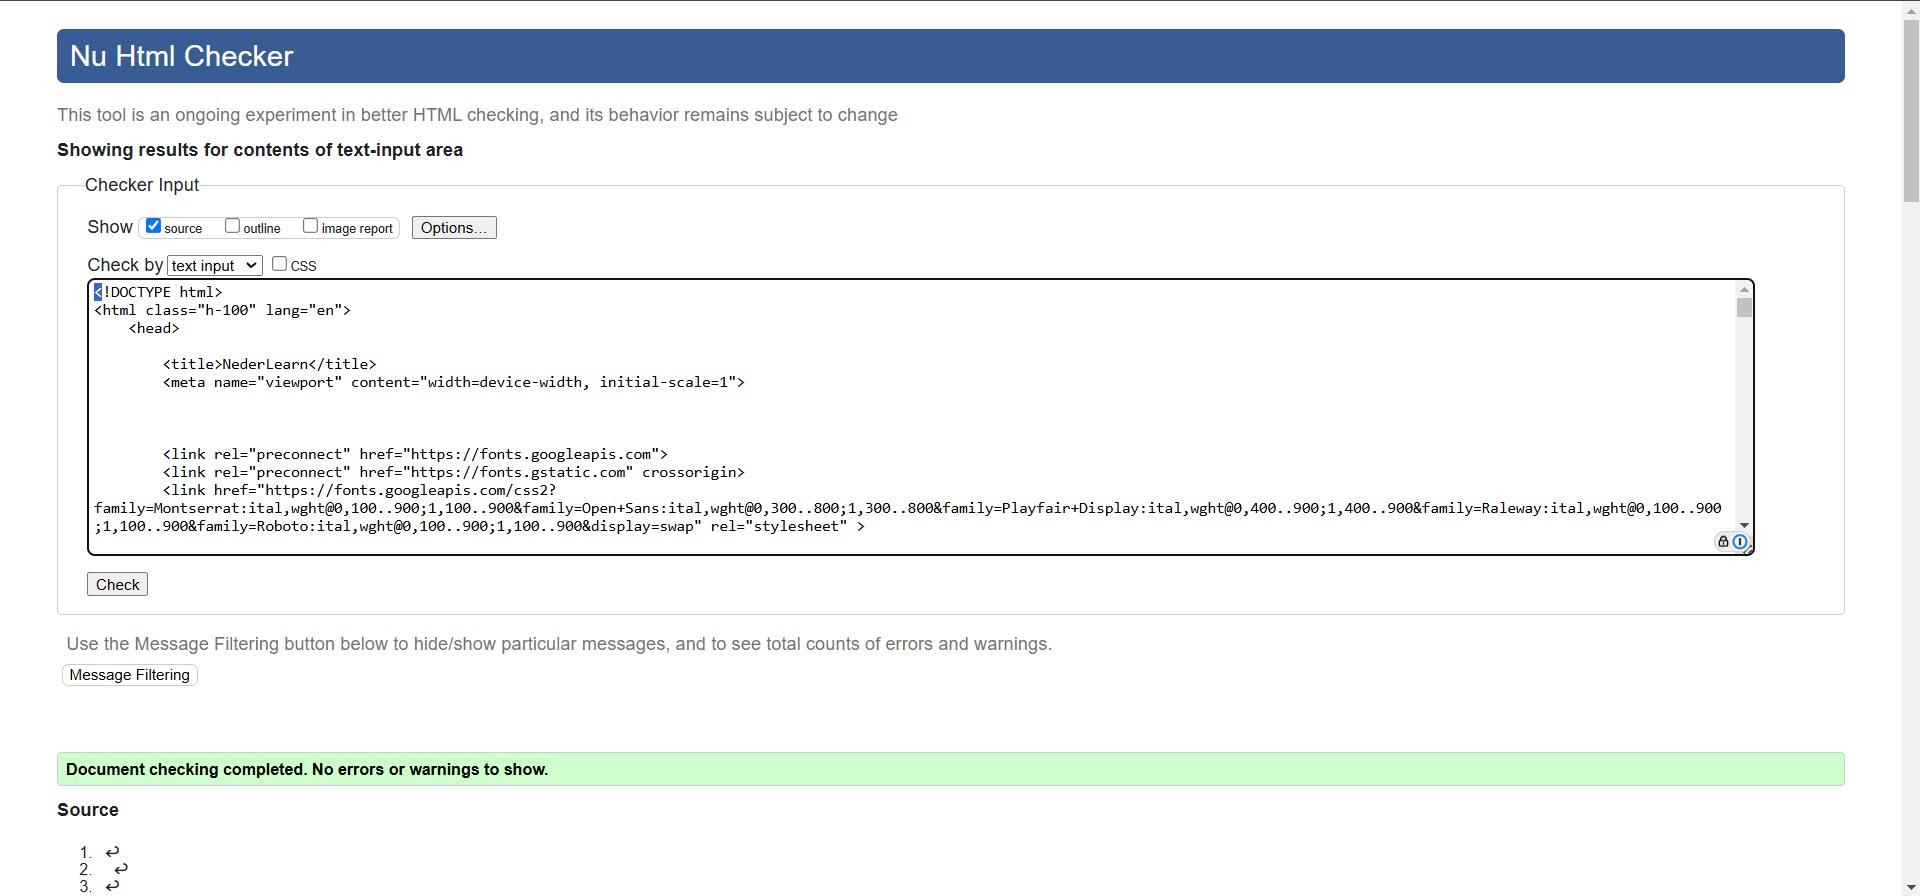 Nu Html Checker
This tool is an ongoing experiment in better HTML checking, and its behavior remains subject to change
Showing results for contents of text-input area
Checker Input
Show source outline image report Options...
Check by text input CSS
<!DOCTYPE html>
<html class="h-100" lang="en">
<head>
<title>NederLearn</title>
<meta name="viewport" content="width=device-width, initial-scale=1">
<link rel="preconnect" href="https://fonts.googleapis.com">
<link rel="preconnect" href="https://fonts.gstatic.com" crossorigin>
<link href="https://fonts.googleapis.com/css2?
family=Montserrat:ital,wght@0,100..900;1,100..900&family=Open+Sans:ital,wght@0,300..800;1,300..800&family=Playfair+Display:ital,wght@0,400..900;1,400..900&family=Raleway:ital,wght@0,100..900
;1,100..900&family=Roboto:ital,wght@0,100..900;1,100..900&display=swap" rel="stylesheet" >
Check
Use the Message Filtering button below to hide/show particular messages, and to see total counts of errors and warnings.
Message Filtering
Document checking completed. No errors or warnings to show.
Source
1. ↩
2. ↩
3. ↩